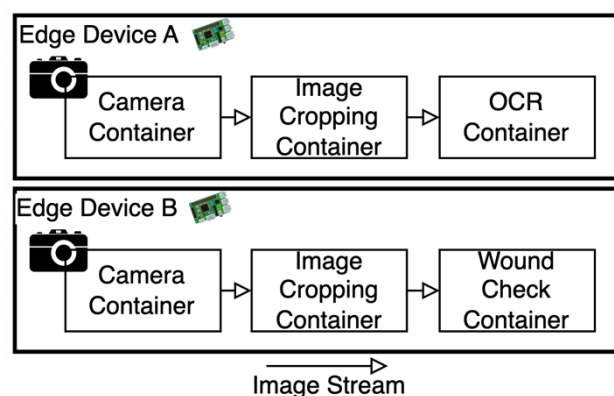 Edge Device A
Camera
Container
Image
Cropping
Container
OCR
Container
Edge Device B
Camera
Container
Image
Cropping
Container
Wound
Check
Container
Image Stream